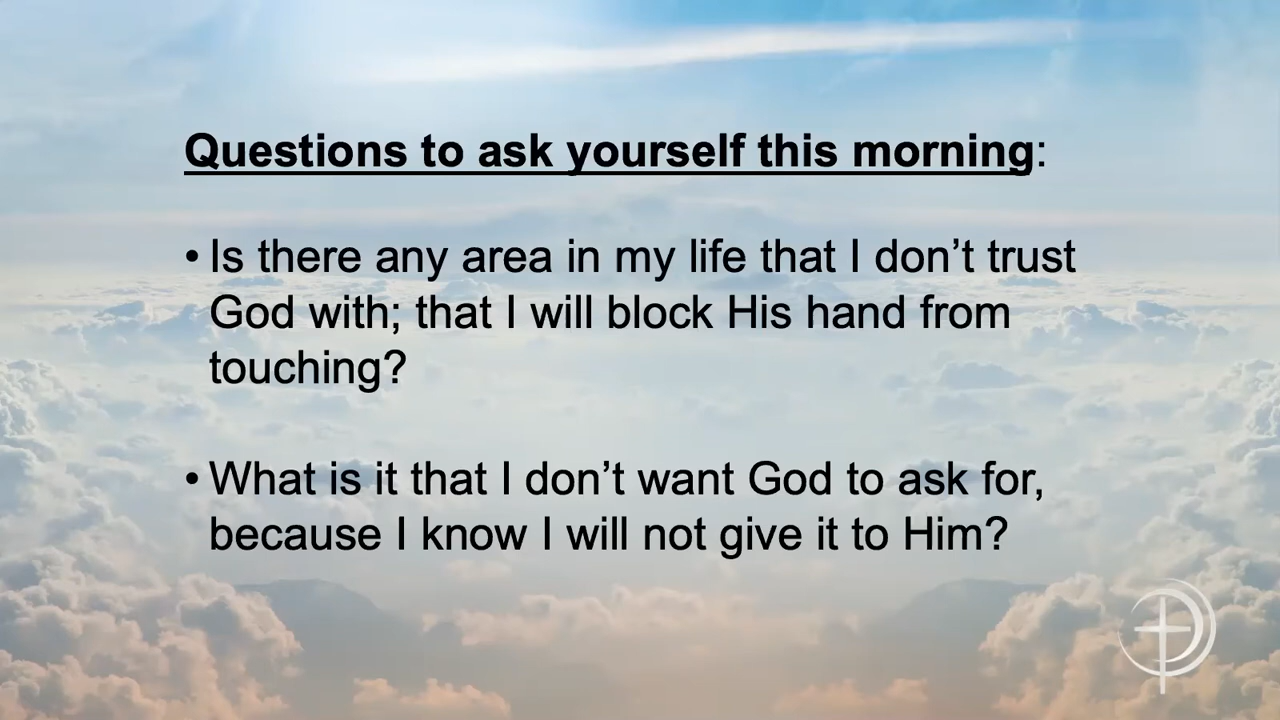 Questions to ask yourself this morning:
• Is there any area in my life that I don’t trust
God with; that I will block His hand from
touching?
• What is it that I don’t want God to ask for,
because I know I will not give it to Him?